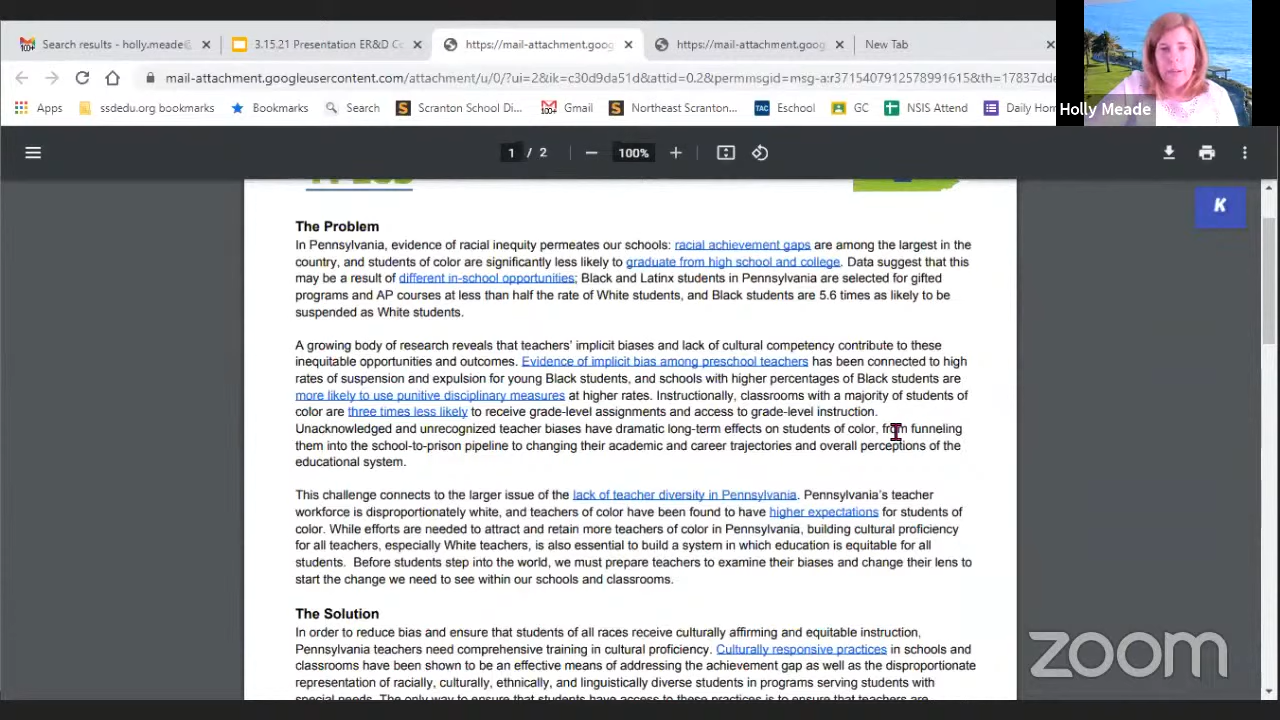 Search results - holly.meade@
3.15.21 Presentation ER&D C
https://mail-attachment.goog
https://mail-attachment.goog
New Tab
mail-attachment.googleusercontent.com/attachment/u/0/?ui=2&ik=c30d9da51d&attid=0.2&permmsgid=msg-a:r3715407912578991615&th=17837dde
Apps
ssdedu.org bookmarks
Bookmarks
Search
Scranton School Di...
Gmail
Northeast Scranton...
TAC
Eschool
GC
NSIS Attend
Daily Hom
Holly Meade
1 / 2
100%
K
The Problem
In Pennsylvania, evidence of racial inequity permeates our schools: racial achievement gaps are among the largest in the
country, and students of color are significantly less likely to graduate from high school and college. Data suggest that this
may be a result of different in-school opportunities; Black and Latinx students in Pennsylvania are selected for gifted
programs and AP courses at less than half the rate of White students, and Black students are 5.6 times as likely to be
suspended as White students.
A growing body of research reveals that teachers' implicit biases and lack of cultural competency contribute to these
inequitable opportunities and outcomes. Evidence of implicit bias among preschool teachers has been connected to high
rates of suspension and expulsion for young Black students, and schools with higher percentages of Black students are
more likely to use punitive disciplinary measures at higher rates. Instructionally, classrooms with a majority of students of
color are three times less likely to receive grade-level assignments and access to grade-level instruction.
Unacknowledged and unrecognized teacher biases have dramatic long-term effects on students of color, from funneling
them into the school-to-prison pipeline to changing their academic and career trajectories and overall perceptions of the
educational system.
This challenge connects to the larger issue of the lack of teacher diversity in Pennsylvania. Pennsylvania's teacher
workforce is disproportionately white, and teachers of color have been found to have higher expectations for students of
color. While efforts are needed to attract and retain more teachers of color in Pennsylvania, building cultural proficiency
for all teachers, especially White teachers, is also essential to build a system in which education is equitable for all
students. Before students step into the world, we must prepare teachers to examine their biases and change their lens to
start the change we need to see within our schools and classrooms.
The Solution
In order to reduce bias and ensure that students of all races receive culturally affirming and equitable instruction,
Pennsylvania teachers need comprehensive training in cultural proficiency. Culturally responsive practices in schools and
classrooms have been shown to be an effective means of addressing the achievement gap as well as the disproportionate
representation of racially, culturally, ethnically, and linguistically diverse students in programs serving students with
special needs. The only way to ensure that students have access to these practices is to ensure that teachers are
zoom